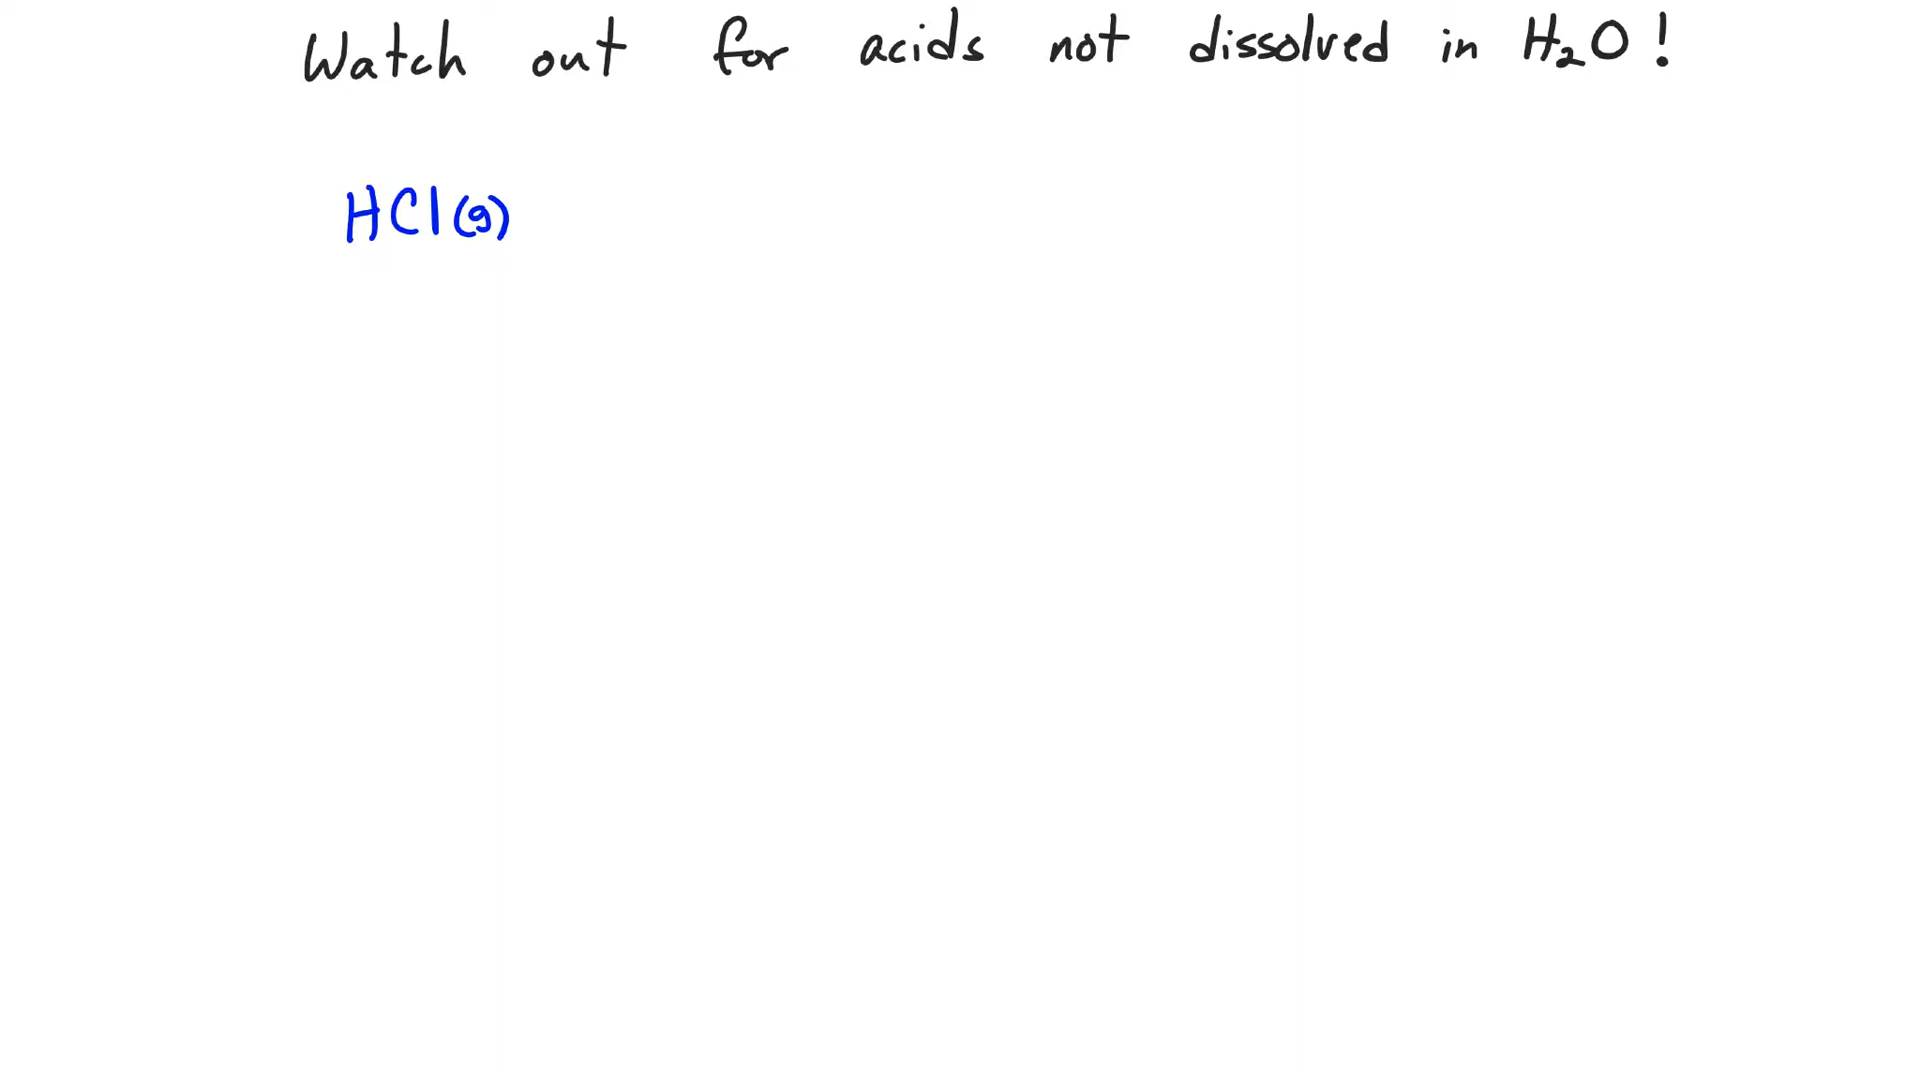 Watch out for acids not dissolved in H₂O!
HCl(g)